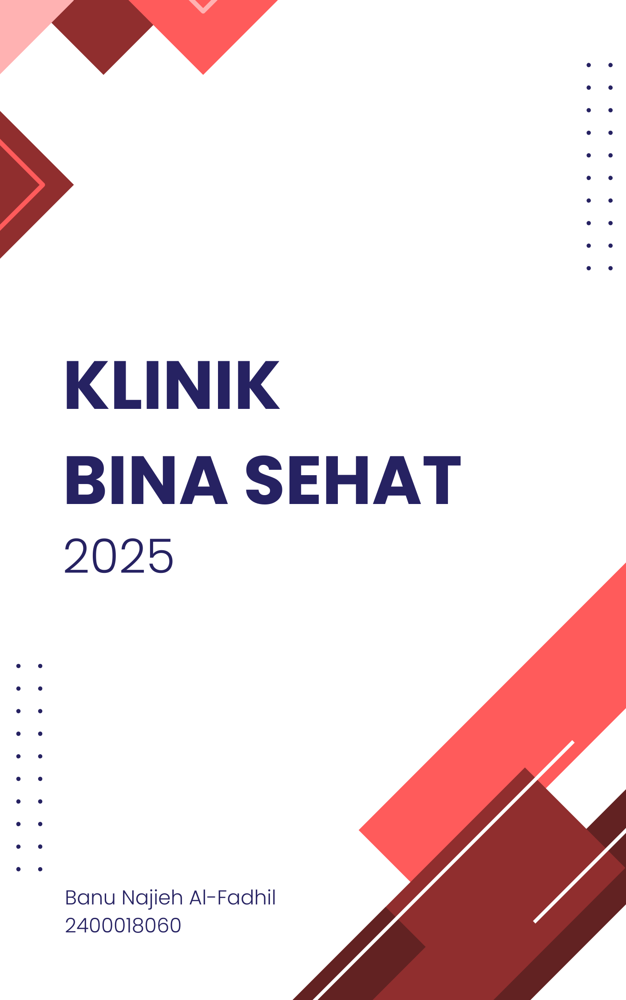 KLINIK
BINA SEHAT
2025
Banu Najieh Al-Fadhil
2400018060